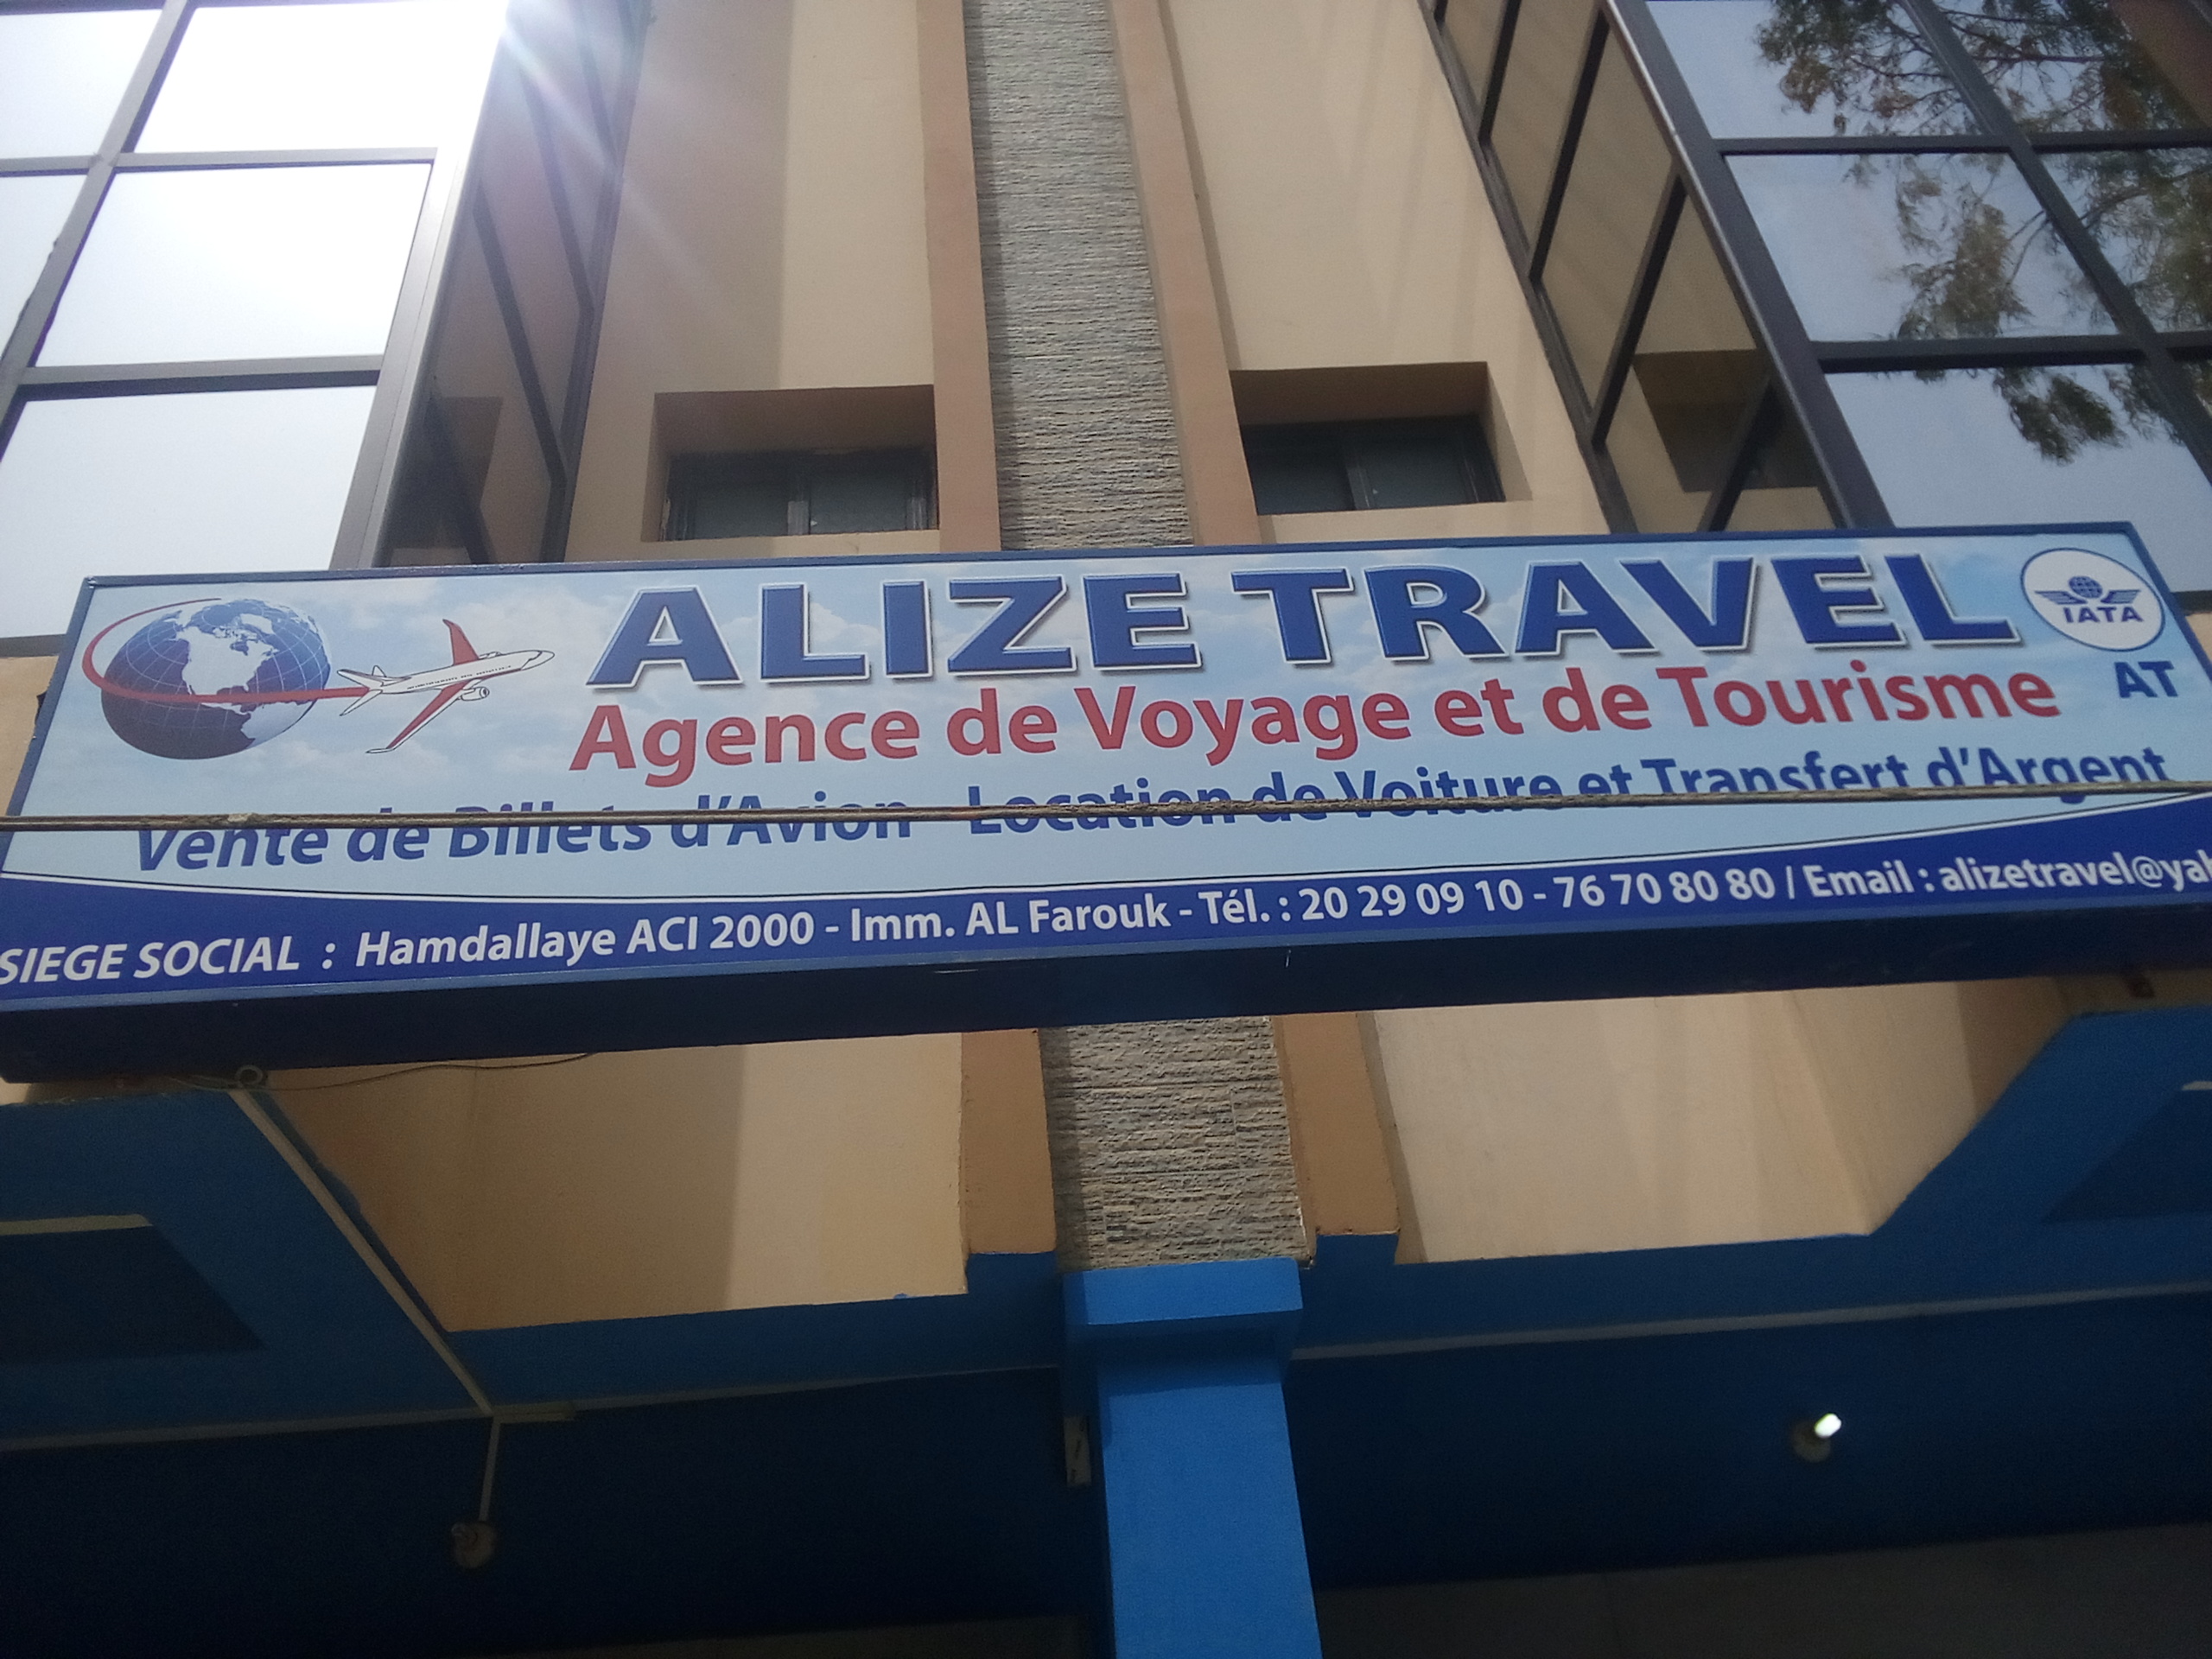 ALIZE TRAVEL
IATA
AT
Agence de Voyage et de Tourisme
Vente de Billets d'Avion - Location de Voiture et Transfert d'Argent
SIEGE SOCIAL : Hamdallaye ACI 2000 - Imm. AL Farouk - Tél. : 20 29 09 10 - 76 70 80 80 / Email : alizetravel@yah